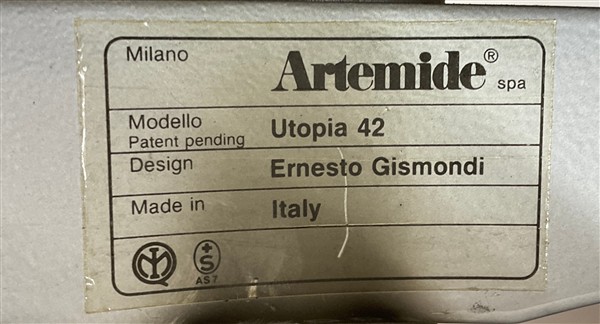 Milano
Artemide® spa
Modello
Patent pending
Utopia 42
Design
Ernesto Gismondi
Made in
Italy
S
AS7